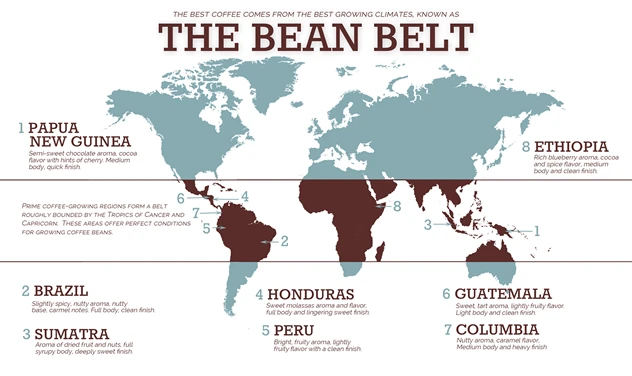 THE BEST COFFEE COMES FROM THE BEST GROWING CLIMATES, KNOWN AS
THE BEAN BELT
1 PAPUA
NEW GUINEA
Semi-sweet chocolate aroma, cocoa
flavor with hints of cherry. Medium
body, quick finish.
8 ETHIOPIA
Rich blueberry aroma, cocoa
and spice flavor, medium
body and clean finish.
PRIME COFFEE-GROWING REGIONS FORM A BELT
ROUGHLY BOUNDED BY THE TROPICS OF CANCER AND
CAPRICORN. THESE AREAS OFFER PERFECT CONDITIONS
FOR GROWING COFFEE BEANS.
6
4
7
5
2
8
3
1
2 BRAZIL
Slightly spicy, nutty aroma, nutty
base, carmel notes. Full body, clean finish.
3 SUMATRA
Aroma of dried fruit and nuts, full
syrupy body, deeply sweet finish.
4 HONDURAS
Sweet molassas aroma and flavor,
full body and lingering sweet finish.
5 PERU
Bright, fruity aroma, lightly
fruity flavor with a clean finish.
6 GUATEMALA
Sweet, tart aroma, lightly fruity flavor.
Light body and clean finish.
7 COLUMBIA
Nutty aroma, caramel flavor,
Medium body and heavy finish